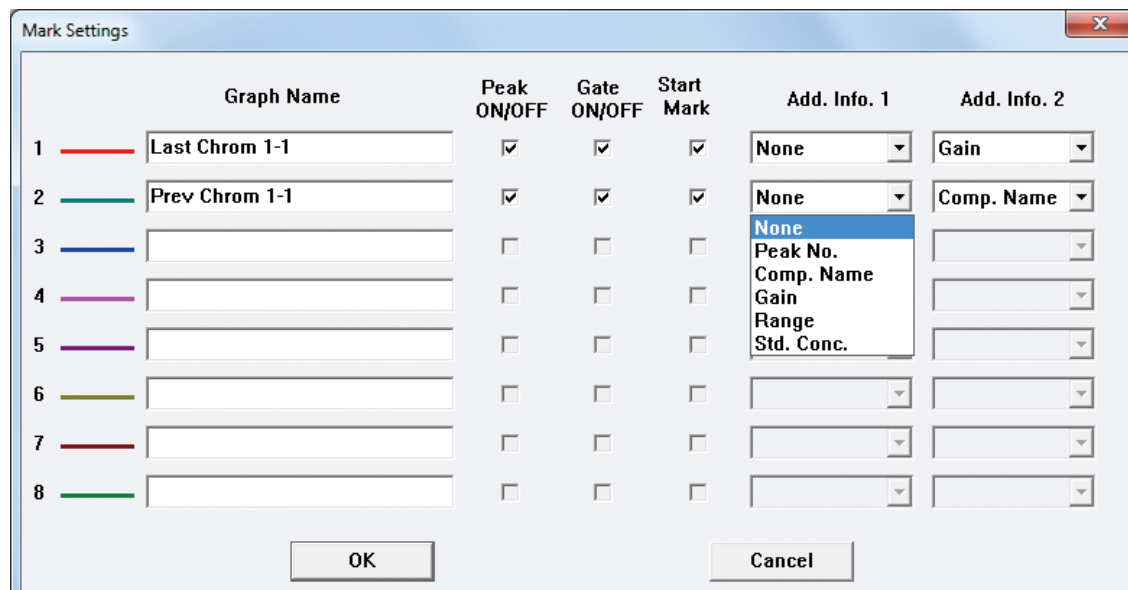 Mark Settings
x
Graph Name
Peak ON/OFF
Gate ON/OFF
Start Mark
Add. Info. 1
Add. Info. 2
1 Last Chrom 1-1 None Gain
2 Prev Chrom 1-1 None Comp. Name
None
3
Peak No.
Comp. Name
4
Gain
Range
5
Std. Conc.
6
7
8
OK
Cancel